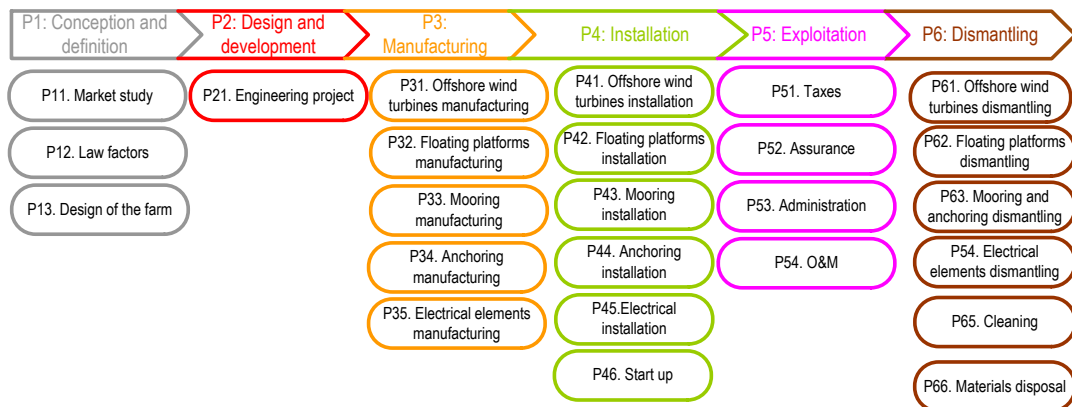 P1: Conception and
definition
P2: Design and
development
P3:
Manufacturing
P4: Installation
P5: Exploitation
P6: Dismantling
P11. Market study
P12. Law factors
P13. Design of the farm
P21. Engineering project
P31. Offshore wind
turbines manufacturing
P32. Floating platforms
manufacturing
P33. Mooring
manufacturing
P34. Anchoring
manufacturing
P35. Electrical elements
manufacturing
P41. Offshore wind
turbines installation
P42. Floating platforms
installation
P43. Mooring
installation
P44. Anchoring
installation
P45.Electrical
installation
P46. Start up
P51. Taxes
P52. Assurance
P53. Administration
P54. O&M
P61. Offshore wind
turbines dismantling
P62. Floating platforms
dismantling
P63. Mooring and
anchoring dismantling
P54. Electrical
elements dismantling
P65. Cleaning
P66. Materials disposal